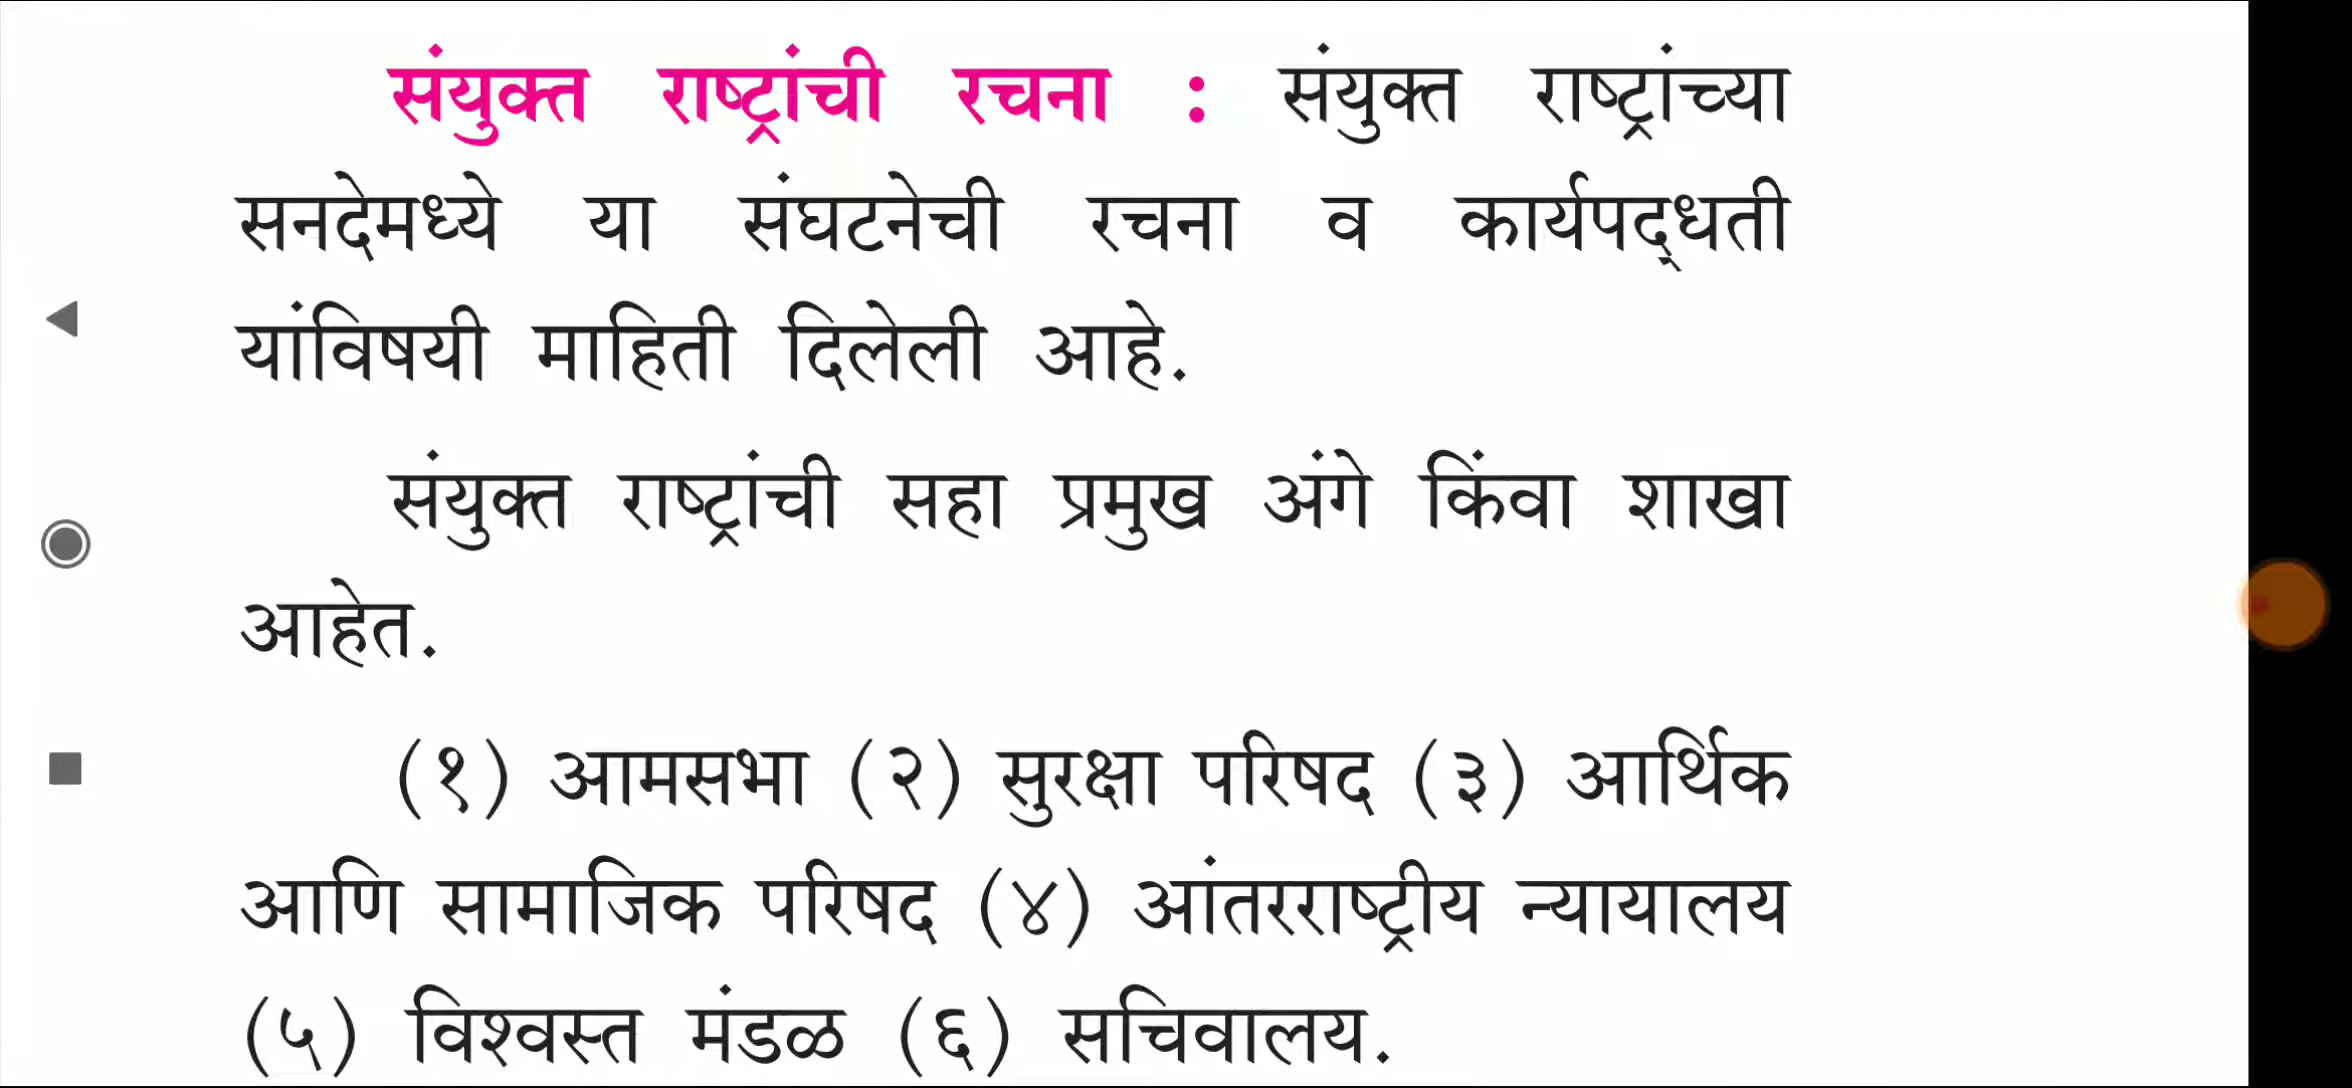 संयुक्त राष्ट्रांची रचना : संयुक्त राष्ट्रांच्या
सनदेमध्ये या संघटनेची रचना व कार्यपद्‌धती
यांविषयी माहिती दिलेली आहे.
संयुक्त राष्ट्रांची सहा प्रमुख अंगे किंवा शाखा
आहेत.
(१) आमसभा (२) सुरक्षा परिषद (३) आर्थिक
आणि सामाजिक परिषद (४) आंतरराष्ट्रीय न्यायालय
(५) विश्वस्त मंडळ (६) सचिवालय.